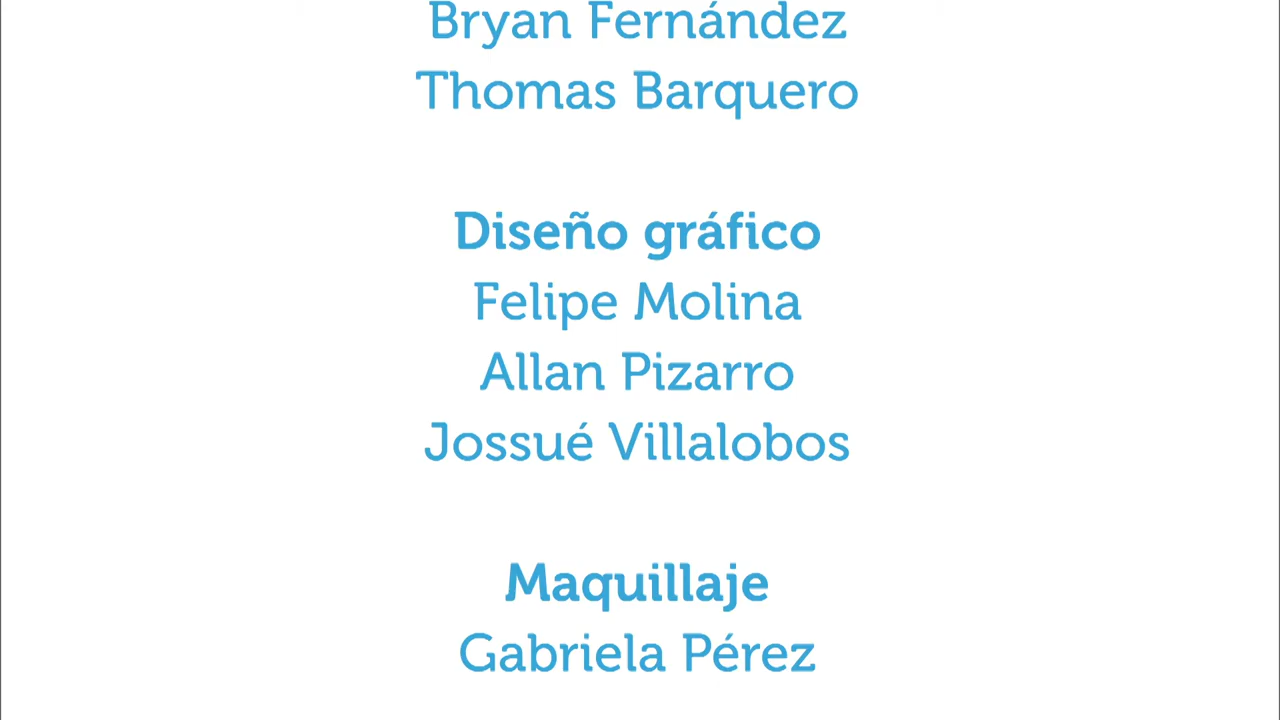 Bryan Fernández
Thomas Barquero
Diseño gráfico
Felipe Molina
Allan Pizarro
Jossué Villalobos
Maquillaje
Gabriela Pérez